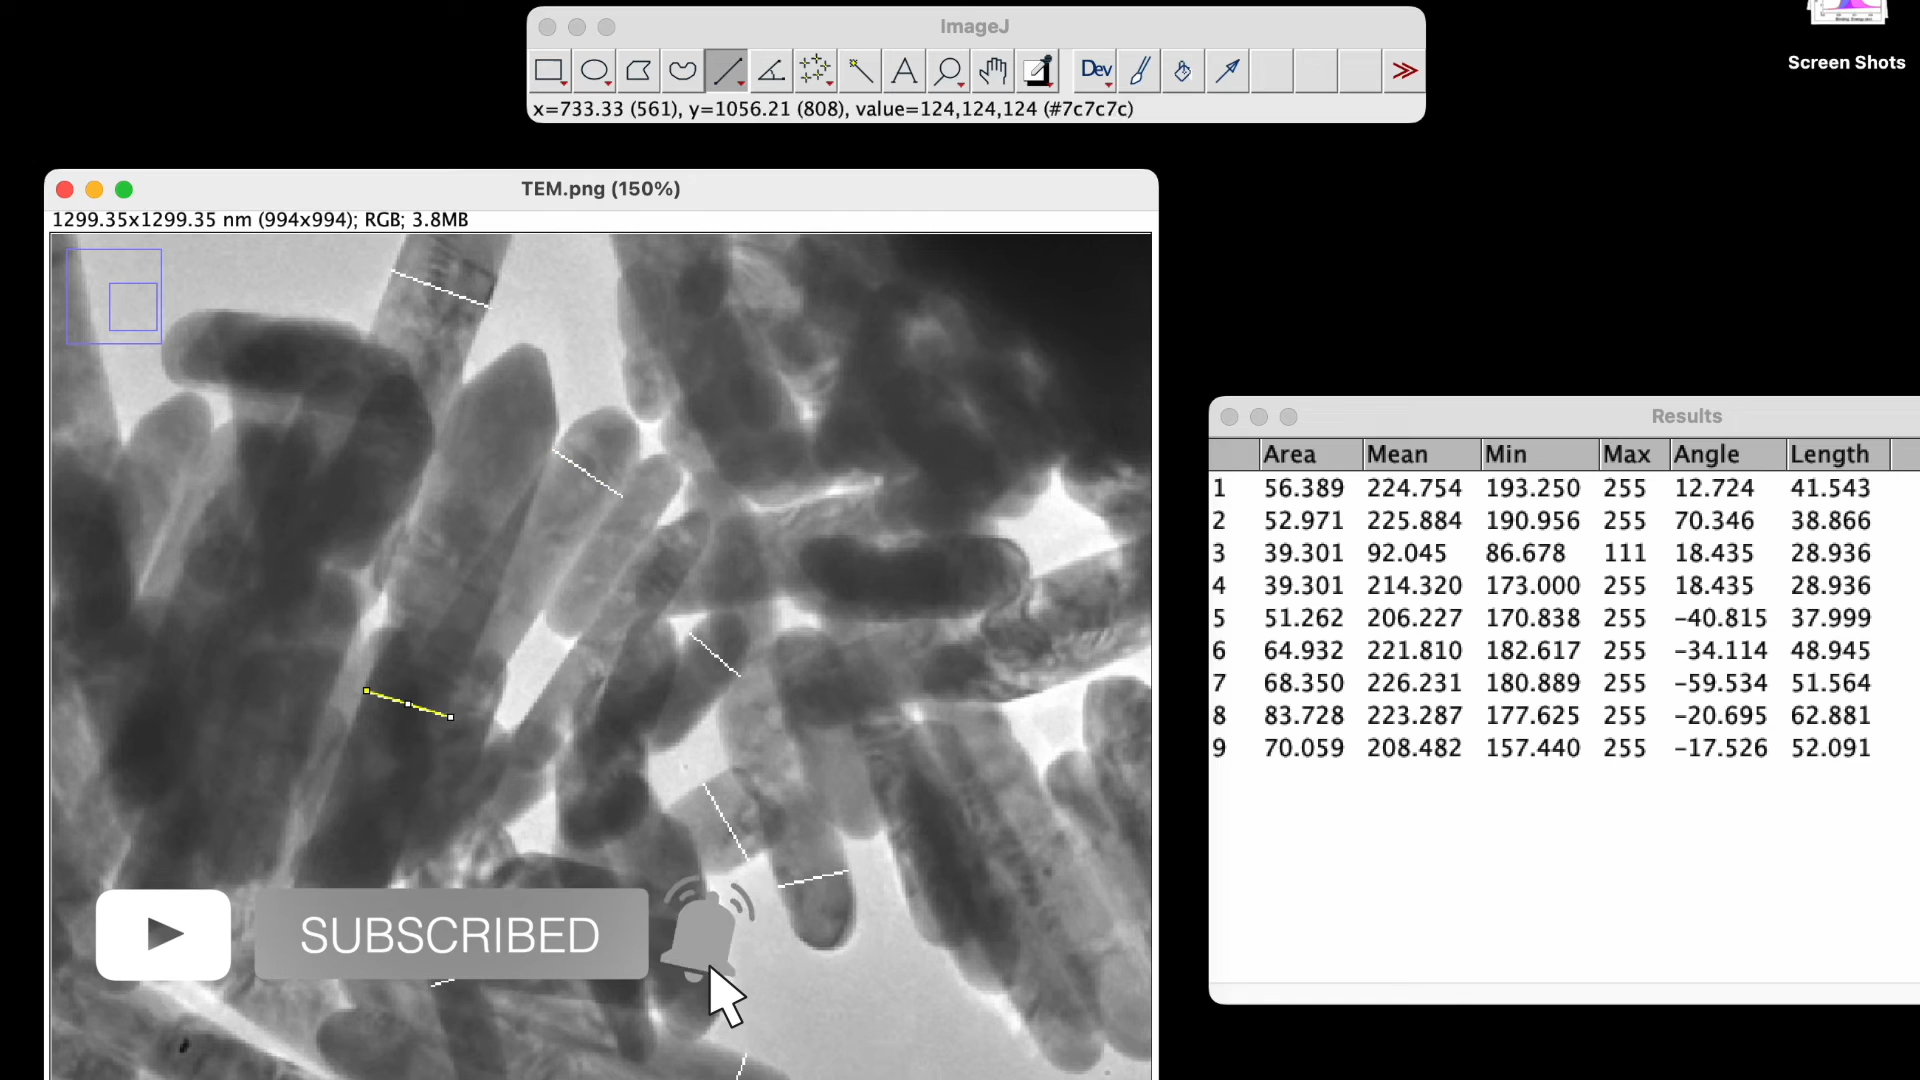 ImageJ
Dev
x=733.33 (561), y=1056.21 (808), value=124,124,124 (#7c7c7c)
Screen Shots
TEM.png (150%)
1299.35x1299.35 nm (994x994); RGB; 3.8MB
Results
Area Mean Min Max Angle Length
1 56.389 224.754 193.250 255 12.724 41.543
2 52.971 225.884 190.956 255 70.346 38.866
3 39.301 92.045 86.678 111 18.435 28.936
4 39.301 214.320 173.000 255 18.435 28.936
5 51.262 206.227 170.838 255 -40.815 37.999
6 64.932 221.810 182.617 255 -34.114 48.945
7 68.350 226.231 180.889 255 -59.534 51.564
8 83.728 223.287 177.625 255 -20.695 62.881
9 70.059 208.482 157.440 255 -17.526 52.091
SUBSCRIBED